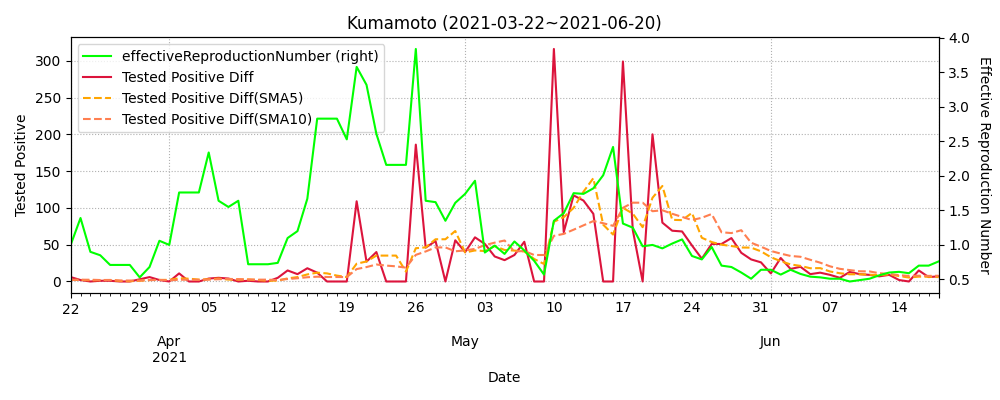 Kumamoto (2021-03-22~2021-06-20)
effectiveReproductionNumber (right)
Tested Positive Diff
Tested Positive Diff(SMA5)
Tested Positive Diff(SMA10)
Tested Positive
300
250
200
150
100
50
0
4.0
3.5
3.0
2.5
2.0
1.5
1.0
0.5
Effective Reproduction Number
22 29 05 12 19 26 03 10 17 24 31 07 14
Apr May Jun
2021
Date